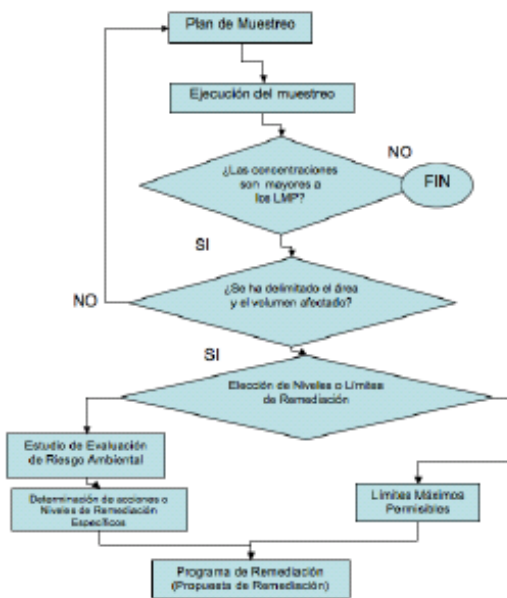 Plan de Muestreo
Ejecución del muestreo
¿Las concentraciones
son mayores a
los LMP?
NO
FIN
SI
¿Se ha delimitado el área
y el volumen afectado?
NO
SI
Elección de Niveles o Límites
de Remediación
Estudio de Evaluación
de Riesgo Ambiental
Determinación de acciones o
Niveles de Remediación
Específicos
Límites Máximos
Permisibles
Programa de Remediación
(Propuesta de Remediación)